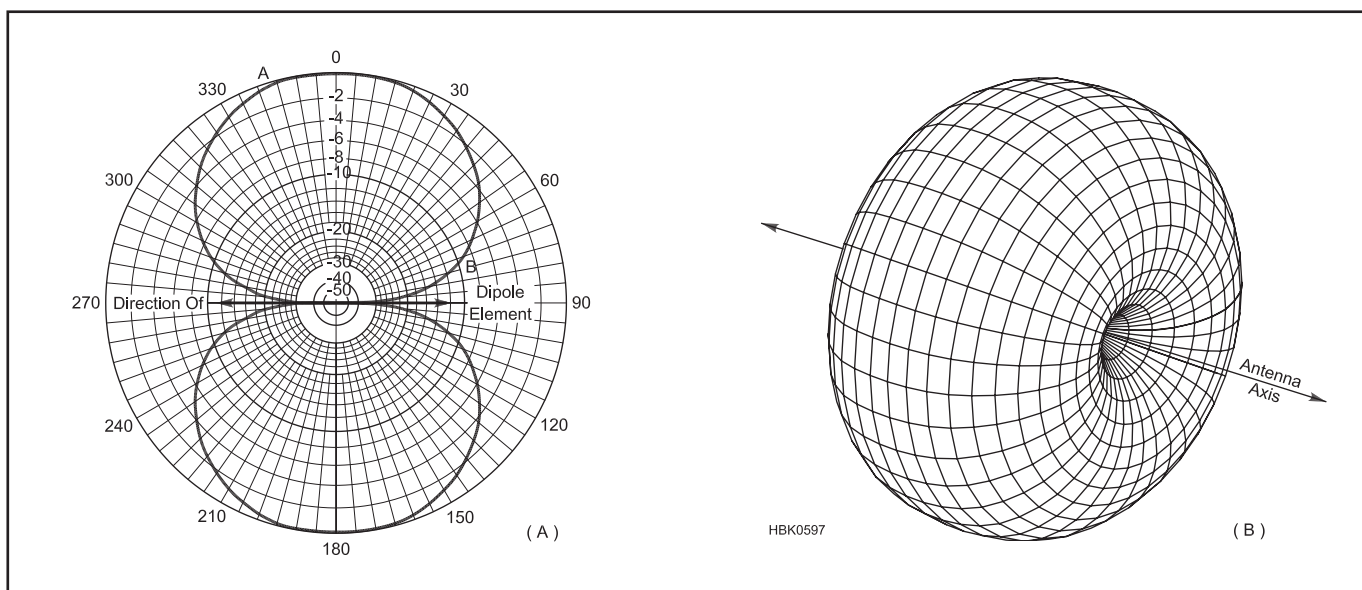 0
A
330
30
-2
-4
-6
-8
-10
300
60
-20
B
-30
-40
-50
270
Direction Of
Dipole
Element
90
240
120
210
150
180
( A )
Antenna
Axis
HBK0597
( B )